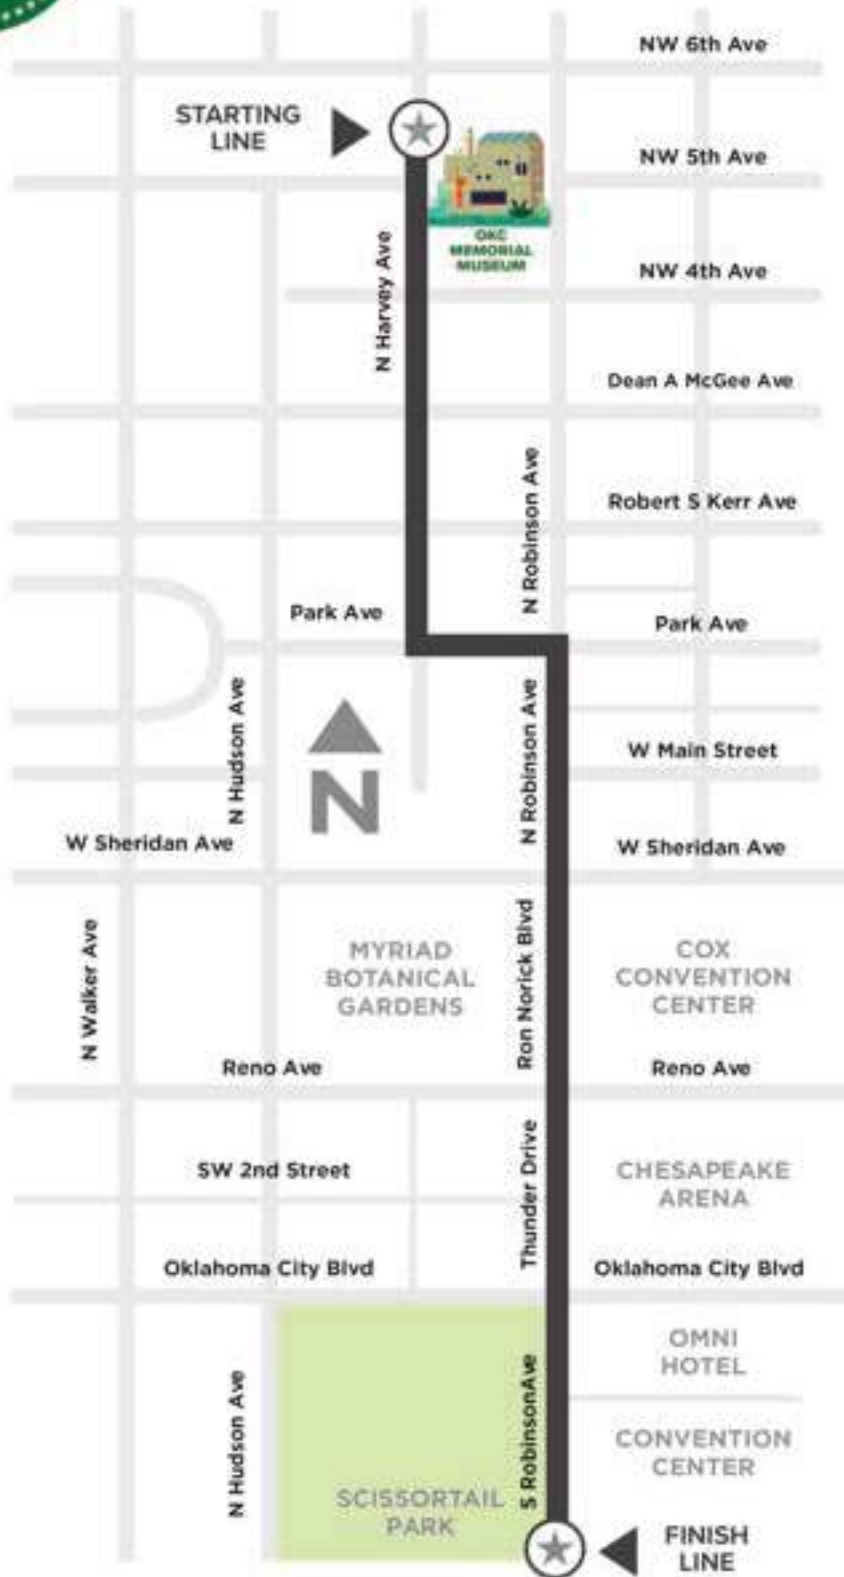 NW 6th Ave
STARTING
LINE
NW 5th Ave
OKC
MEMORIAL
MUSEUM
N Harvey Ave
NW 4th Ave
Dean A McGee Ave
N Robinson Ave
Robert S Kerr Ave
Park Ave
Park Ave
N Hudson Ave
N
N Robinson Ave
W Main Street
W Sheridan Ave
W Sheridan Ave
N Walker Ave
MYRIAD
BOTANICAL
GARDENS
Ron Norick Blvd
COX
CONVENTION
CENTER
Reno Ave
Reno Ave
SW 2nd Street
Thunder Drive
CHESAPEAKE
ARENA
Oklahoma City Blvd
Oklahoma City Blvd
OMNI
HOTEL
N Hudson Ave
S RobinsonAve
CONVENTION
CENTER
SCISSORTAIL
PARK
FINISH
LINE